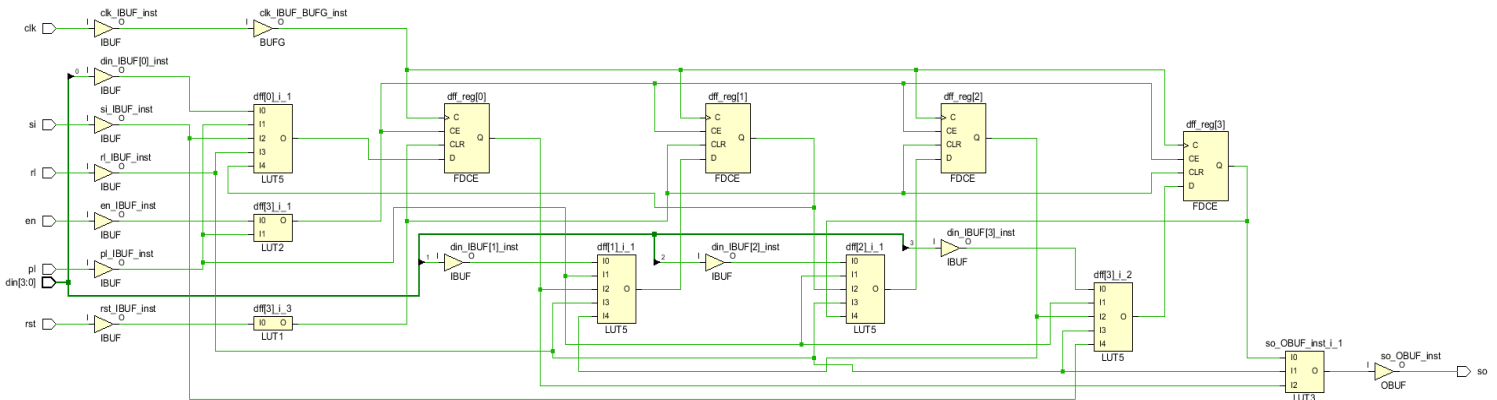 clk
I
clk_IBUF_inst
O
IBUF
I
clk_IBUF_BUFG_inst
O
BUFG
0
I
din_IBUF[0]_inst
O
IBUF
si
I
si_IBUF_inst
O
IBUF
rl
I
rl_IBUF_inst
O
IBUF
en
I
en_IBUF_inst
O
IBUF
pl
I
pl_IBUF_inst
O
IBUF
din[3:0]
rst
I
rst_IBUF_inst
O
IBUF
dff[0]_i_1
I0
I1
I2
I3
I4
O
LUT5
dff[3]_i_1
I0
I1
O
LUT2
dff[3]_i_3
I0
O
LUT1
dff_reg[0]
C
CE
CLR
D
Q
FDCE
1
I
din_IBUF[1]_inst
O
IBUF
dff[1]_i_1
I0
I1
I2
I3
I4
O
LUT5
dff_reg[1]
C
CE
CLR
D
Q
FDCE
2
I
din_IBUF[2]_inst
O
IBUF
dff[2]_i_1
I0
I1
I2
I3
I4
O
LUT5
dff_reg[2]
C
CE
CLR
D
Q
FDCE
3
I
din_IBUF[3]_inst
O
IBUF
dff[3]_i_2
I0
I1
I2
I3
I4
O
LUT5
dff_reg[3]
C
CE
CLR
D
Q
FDCE
so_OBUF_inst_i_1
I0
I1
I2
O
LUT3
I
so_OBUF_inst
O
OBUF
so